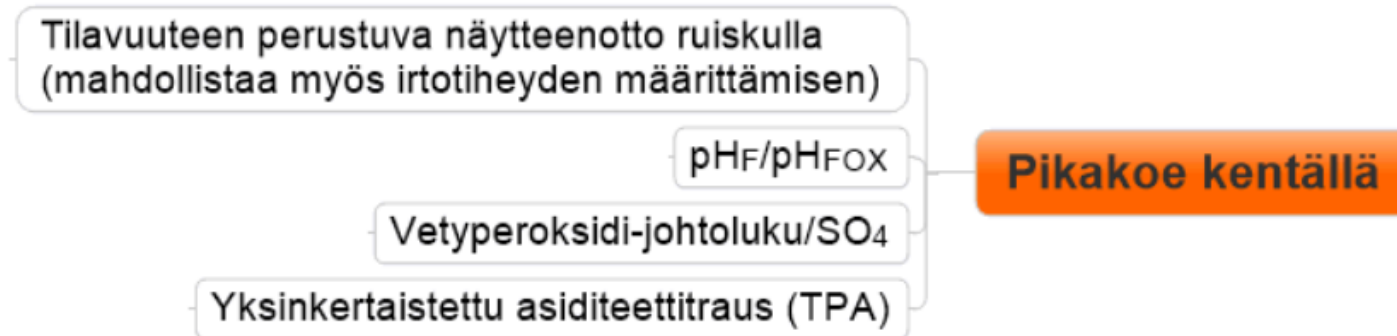 Tilavuuteen perustuva näytteenotto ruiskulla
(mahdollistaa myös irtotiheyden määrittämisen)
pHF/pHFOX
Vetyperoksidi-johtoluku/SO4
Yksinkertaistettu asiditeettitraus (TPA)
Pikakoe kentällä